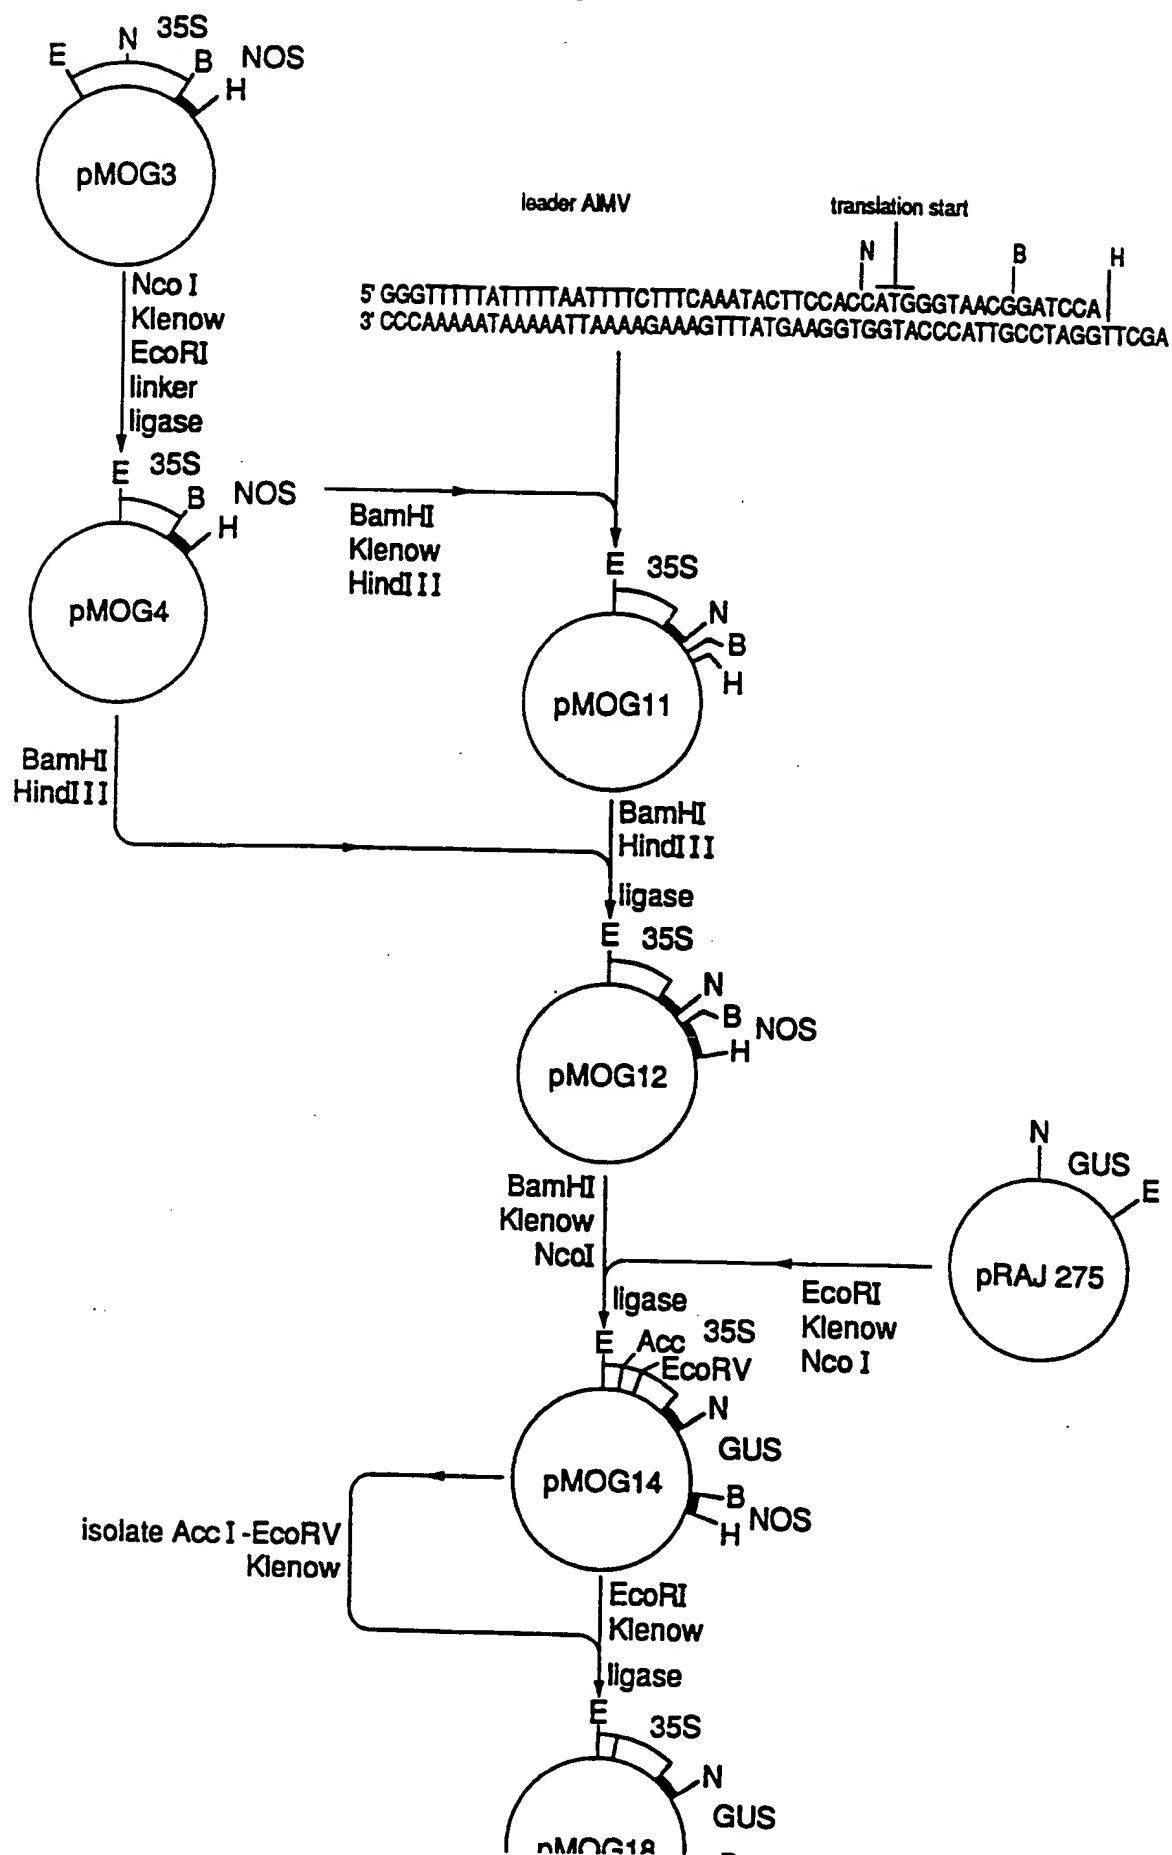 E N 35S B NOS H
pMOG3
Nco I
Klenow
EcoRI
linker
ligase
leader AlMV
translation start
N B H
5' GGGTTTTTATTTTTAATTTTCTTTCAAATACTTCCACCATGGGTAACGGATCCA
3' CCCAAAAATAAAAATTAAAAGAAAGTTTATGAAGGTGGTACCCATTGCCTAGGTTCGA
E 35S B NOS H
pMOG4
BamHI
Klenow
HindIII
E 35S
N
B
H
pMOG11
BamHI
HindIII
BamHI
HindIII
ligase
E 35S
N
B NOS
H
pMOG12
BamHI
Klenow
NcoI
N
GUS
E
pRAJ 275
EcoRI
Klenow
Nco I
ligase
E Acc 35S
EcoRV
N
GUS
pMOG14
B
H NOS
isolate Acc I - EcoRV
Klenow
EcoRI
Klenow
ligase
E
35S
N
GUS
pMOG18